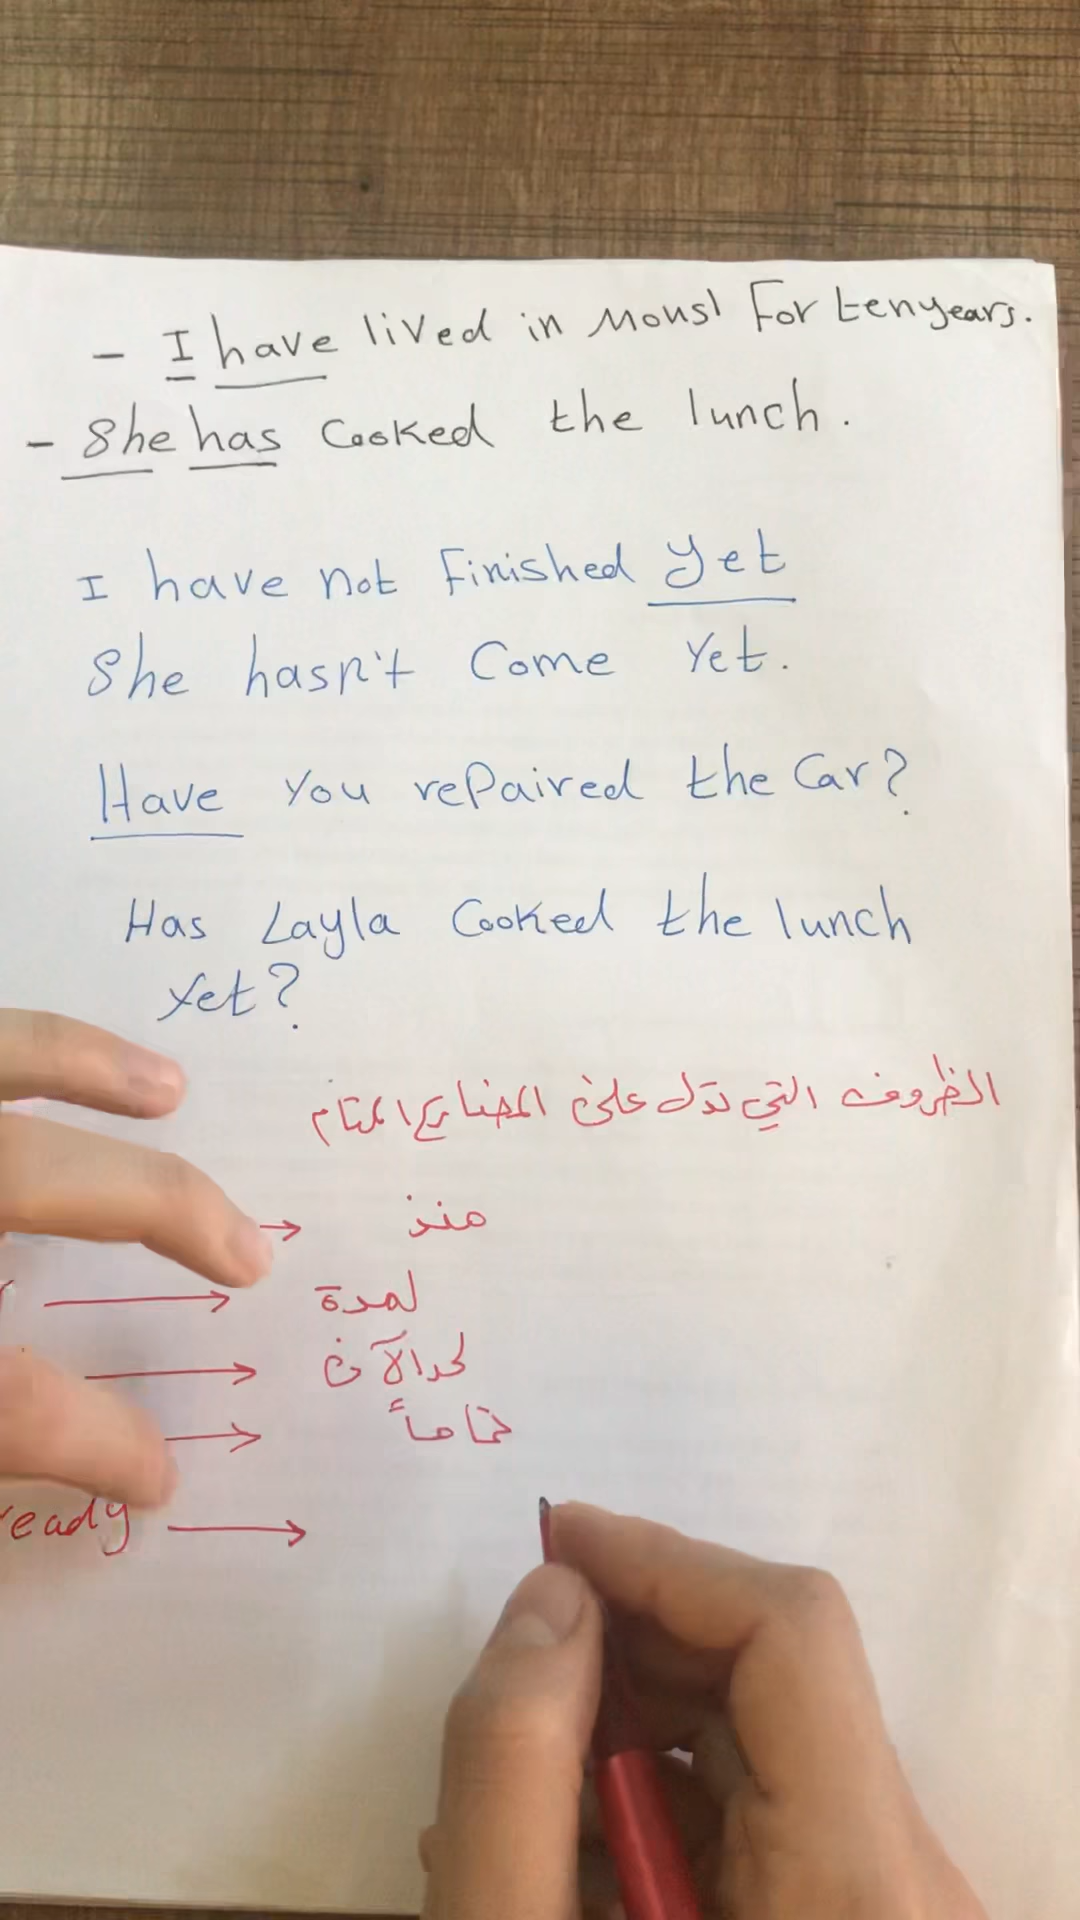 - I have lived in Mousl For ten years.
- She has Cooked the lunch.
I have not Finished yet
She hasn't Come Yet.
Have You rePaired the Car?
Has Layla Cooked the lunch
Yet?
الظروف التي تدل على المضارع التام
→ منذ
→ لمدة
→ لحد الآن
→ تماماً
ready →